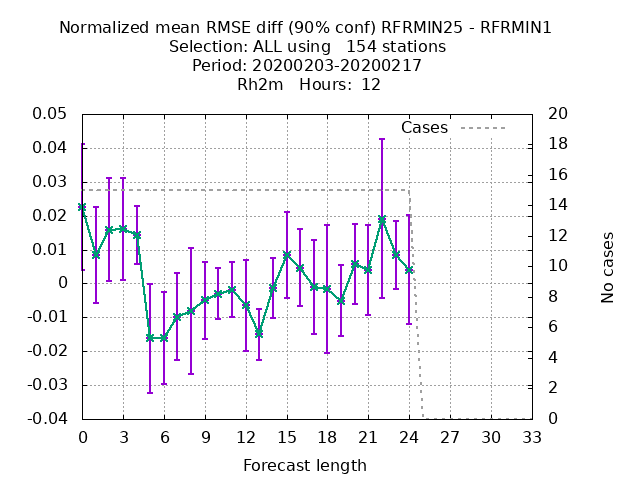 Normalized mean RMSE diff (90% conf) RFRMIN25 - RFRMIN1
Selection: ALL using   154 stations
Period: 20200203-20200217
Rh2m   Hours:  12
Cases
0.05
0.04
0.03
0.02
0.01
0
-0.01
-0.02
-0.03
-0.04
20
18
16
14
12
10
8
6
4
2
0
No cases
0 3 6 9 12 15 18 21 24 27 30 33
Forecast length